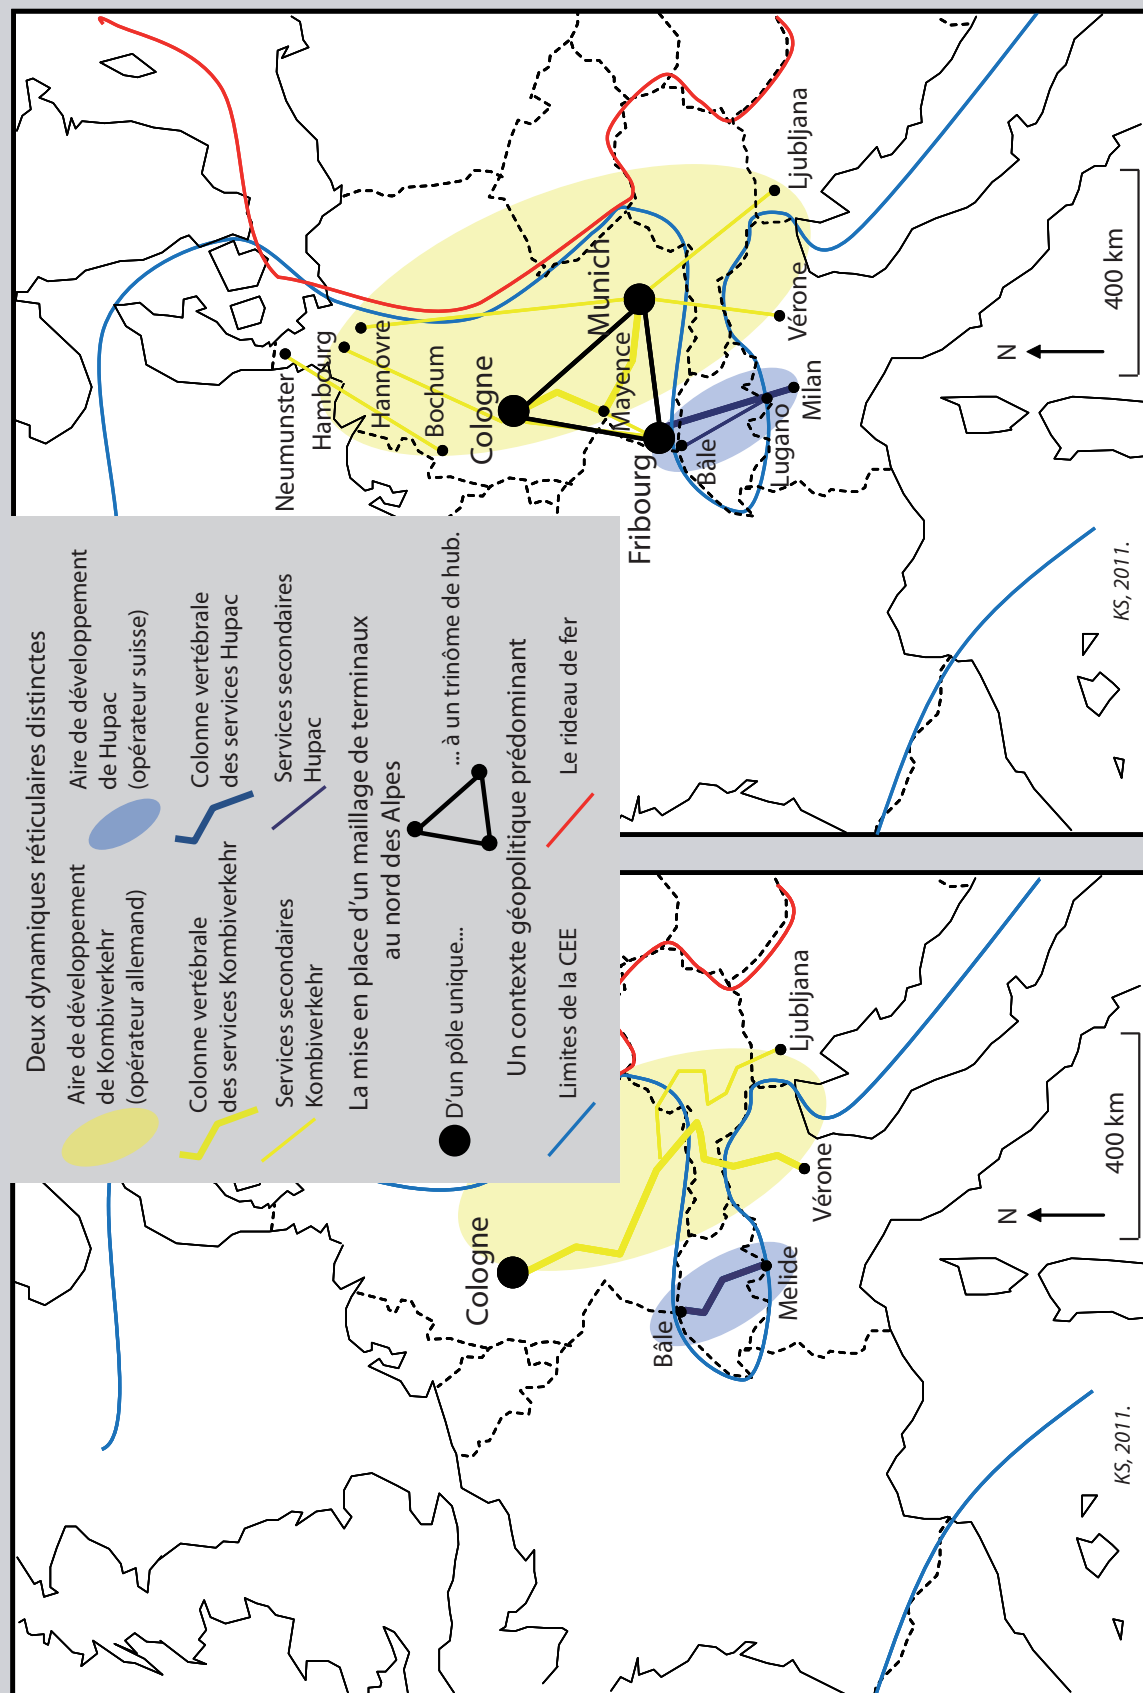 Deux dynamiques réticulaires distinctes
Aire de développement
de Kombiverkehr
(opérateur allemand)
Aire de développement
de Hupac
(opérateur suisse)
Colonne vertébrale
des services Kombiverkehr
Colonne vertébrale
des services Hupac
Services secondaires
Kombiverkehr
Services secondaires
Hupac
La mise en place d'un maillage de terminaux
au nord des Alpes
D'un pôle unique...
... à un trinôme de hub.
Un contexte géopolitique prédominant
Limites de la CEE
Le rideau de fer
Cologne
Bâle
Melide
Vérone
Ljubljana
N
400 km
KS, 2011.
Neumunster
Hambourg
Hannovre
Bochum
Cologne
Munich
Mayence
Fribourg
Bâle
Lugano
Milan
Vérone
Ljubljana
N
400 km
KS, 2011.